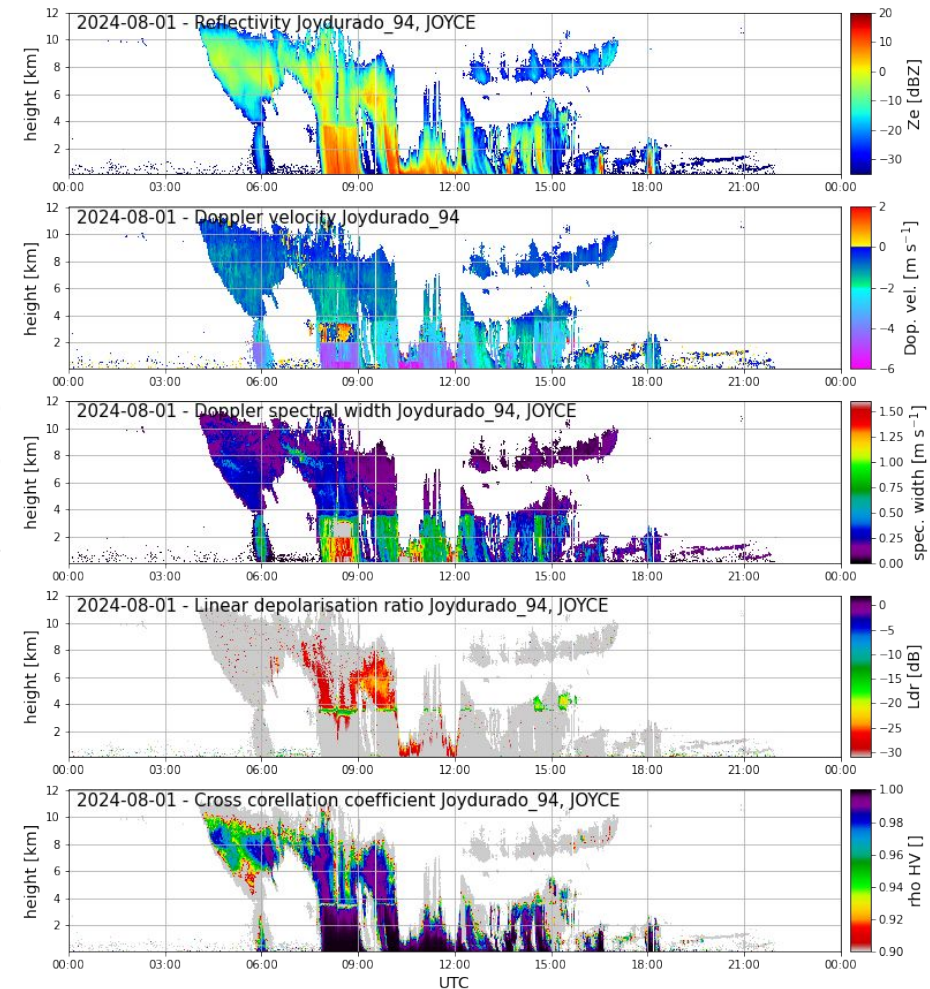 2024-08-01 - Reflectivity Joydurado_94, JOYCE
12
10
8
6
4
2
height [km]
00:00 03:00 06:00 09:00 12:00 15:00 18:00 21:00 00:00
20
10
0
−10
−20
−30
Ze [dBZ]
2024-08-01 - Doppler velocity Joydurado_94
12
10
8
6
4
2
height [km]
00:00 03:00 06:00 09:00 12:00 15:00 18:00 21:00 00:00
2
0
−2
−4
−6
Dop. vel. [m s⁻¹]
2024-08-01 - Doppler spectral width Joydurado_94, JOYCE
12
10
8
6
4
2
height [km]
00:00 03:00 06:00 09:00 12:00 15:00 18:00 21:00 00:00
1.50
1.25
1.00
0.75
0.50
0.25
0.00
spec. width [m s⁻¹]
2024-08-01 - Linear depolarisation ratio Joydurado_94, JOYCE
12
10
8
6
4
2
height [km]
00:00 03:00 06:00 09:00 12:00 15:00 18:00 21:00 00:00
0
−5
−10
−15
−20
−25
−30
Ldr [dB]
2024-08-01 - Cross corellation coefficient Joydurado_94, JOYCE
12
10
8
6
4
2
height [km]
00:00 03:00 06:00 09:00 12:00 15:00 18:00 21:00 00:00
UTC
1.00
0.98
0.96
0.94
0.92
0.90
rho HV []